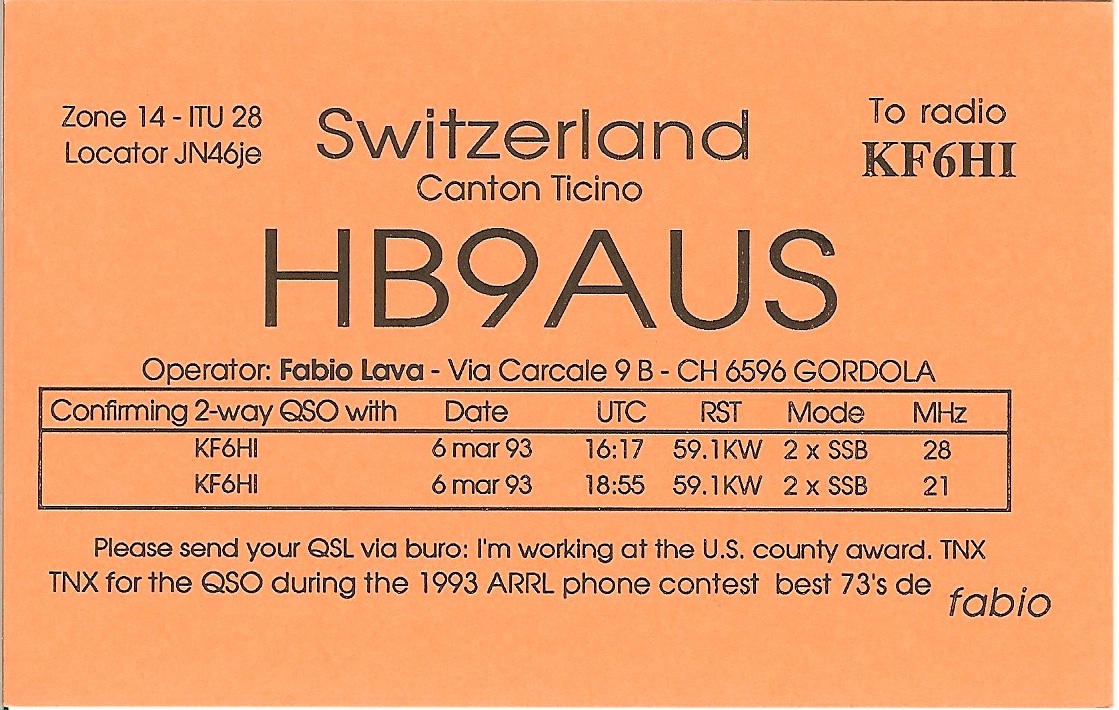 Zone 14 - ITU 28
Locator JN46je
Switzerland
Canton Ticino
To radio
KF6HI
HB9AUS
Operator: Fabio Lava - Via Carcale 9 B - CH 6596 GORDOLA
Confirming 2-way QSO with Date UTC RST Mode MHz
KF6HI 6 mar 93 16:17 59.1KW 2 x SSB 28
KF6HI 6 mar 93 18:55 59.1KW 2 x SSB 21
Please send your QSL via buro: I'm working at the U.S. county award. TNX
TNX for the QSO during the 1993 ARRL phone contest best 73's de fabio